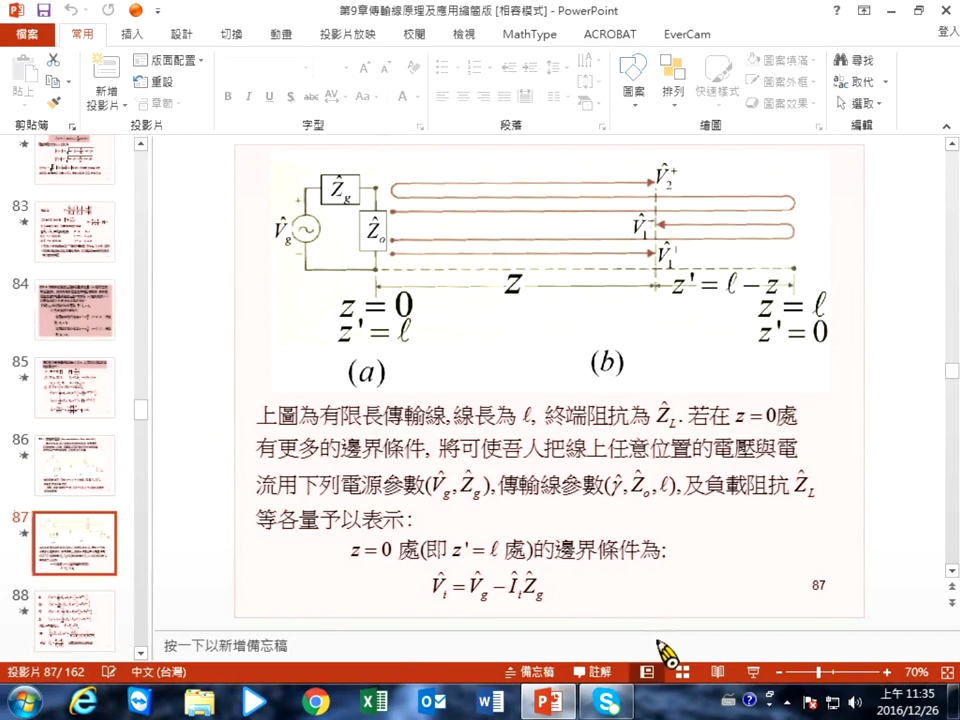 第9章傳輸線原理及應用縮簡版 [相容模式] - PowerPoint
登入
檔案 常用 插入 設計 切換 動畫 投影片放映 校閱 檢視 MathType ACROBAT EverCam
貼上 新增投影片 版面配置 重設 章節
B I U S abc AV Aa A
圖案 排列 快速樣式 圖案填滿 圖案外框 圖案效果
尋找 取代 選取
剪貼簿 投影片 字型 段落 繪圖 編輯
83
84
85
86
87
88
V̂g + − Ẑg Ẑo
V̂2+
V̂1−
V̂1+
z z' = ℓ − z
z = 0 z = ℓ
z' = ℓ z' = 0
(a) (b)
上圖為有限長傳輸線, 線長為 ℓ, 終端阻抗為 ẐL. 若在 z = 0處
有更多的邊界條件, 將可使吾人把線上任意位置的電壓與電
流用下列電源參數(V̂g, Ẑg), 傳輸線參數(γ̂, Ẑo, ℓ), 及負載阻抗 ẐL
等各量予以表示:
z = 0 處(即 z' = ℓ 處)的邊界條件為:
V̂i = V̂g − ÎiẐg
87
按一下以新增備忘稿
投影片 87/162 中文 (台灣) 備忘稿 註解 70%
上午 11:35
2016/12/26